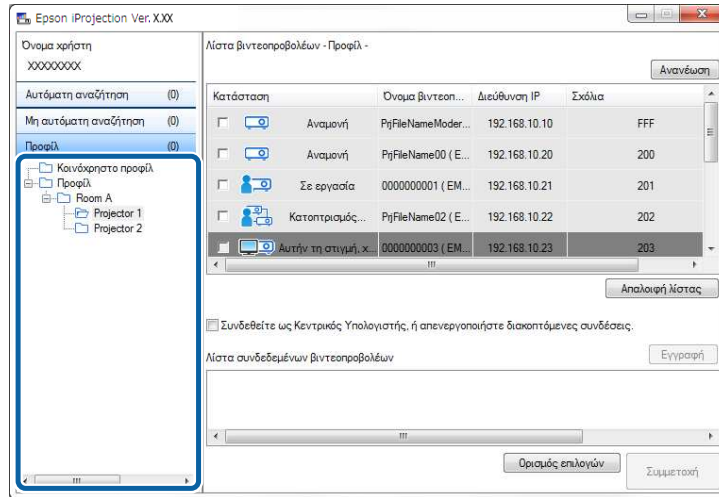 Epson iProjection Ver. X.XX
Όνομα χρήστη
XXXXXXXX
Αυτόματη αναζήτηση (0)
Μη αυτόματη αναζήτηση (0)
Προφίλ (0)
Κοινόχρηστο προφίλ
Προφίλ
Room A
Projector 1
Projector 2
Λίστα βιντεοπροβολέων - Προφίλ -
Ανανέωση
Κατάσταση Όνομα βιντεοπ... Διεύθυνση IP Σχόλια
Αναμονή PrjFileNameModer... 192.168.10.10 FFF
Αναμονή PrjFileName00 ( E... 192.168.10.20 200
Σε εργασία 0000000001 ( EM... 192.168.10.21 201
Κατοπτρισμός... PrjFileName02 ( E... 192.168.10.22 202
Αυτήν τη στιγμή, χ... 0000000003 ( EM... 192.168.10.23 203
Απαλοιφή λίστας
Συνδεθείτε ως Κεντρικός Υπολογιστής, ή απενεργοποιήστε διακοπτόμενες συνδέσεις.
Λίστα συνδεδεμένων βιντεοπροβολέων
Εγγραφή
Ορισμός επιλογών
Συμμετοχή